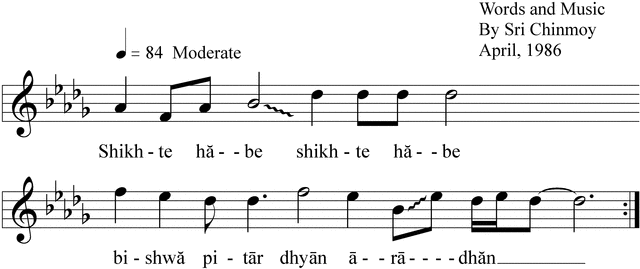 Words and Music
By Sri Chinmoy
April, 1986
♩ = 84 Moderate
Shikh - te hă - - be shikh - te hă - - be
bi - shwă pi - tār dhyān ā - - rā - - - - dhăn